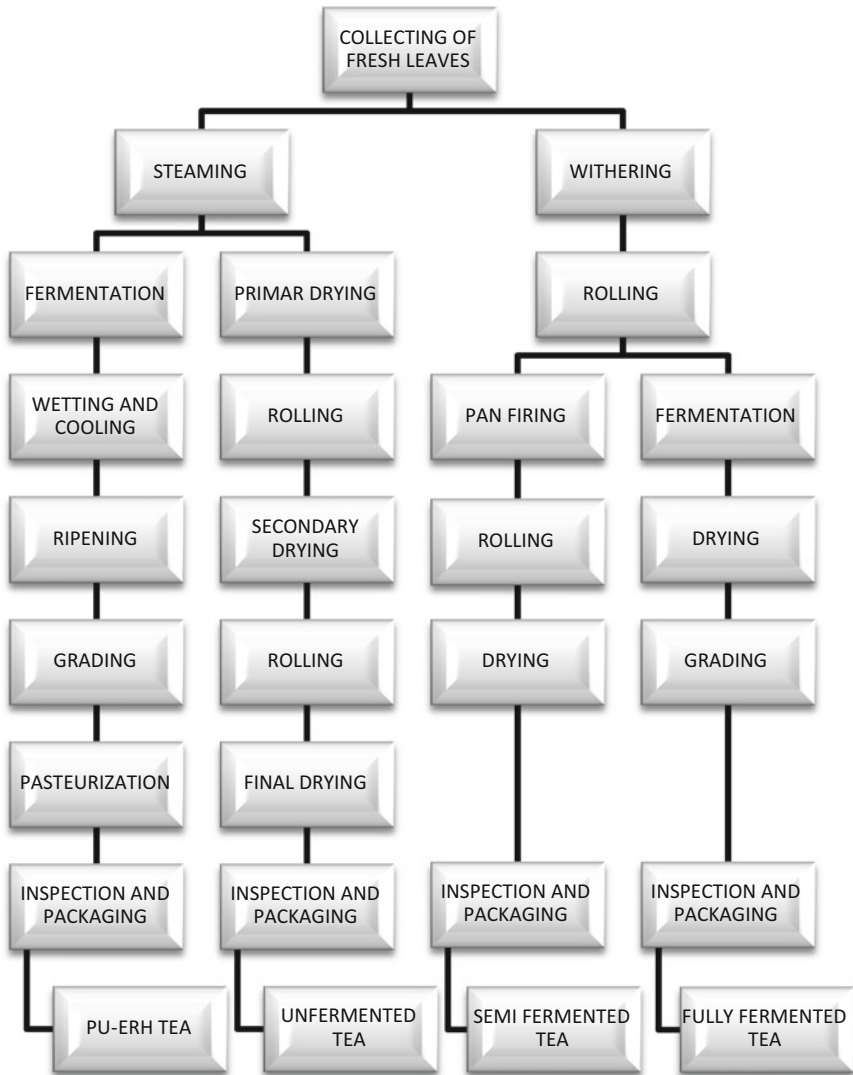 COLLECTING OF
FRESH LEAVES
STEAMING
WITHERING
FERMENTATION
PRIMAR DRYING
ROLLING
WETTING AND
COOLING
ROLLING
PAN FIRING
FERMENTATION
RIPENING
SECONDARY
DRYING
ROLLING
DRYING
GRADING
ROLLING
DRYING
GRADING
PASTEURIZATION
FINAL DRYING
INSPECTION AND
PACKAGING
INSPECTION AND
PACKAGING
INSPECTION AND
PACKAGING
INSPECTION AND
PACKAGING
PU-ERH TEA
UNFERMENTED
TEA
SEMI FERMENTED
TEA
FULLY FERMENTED
TEA